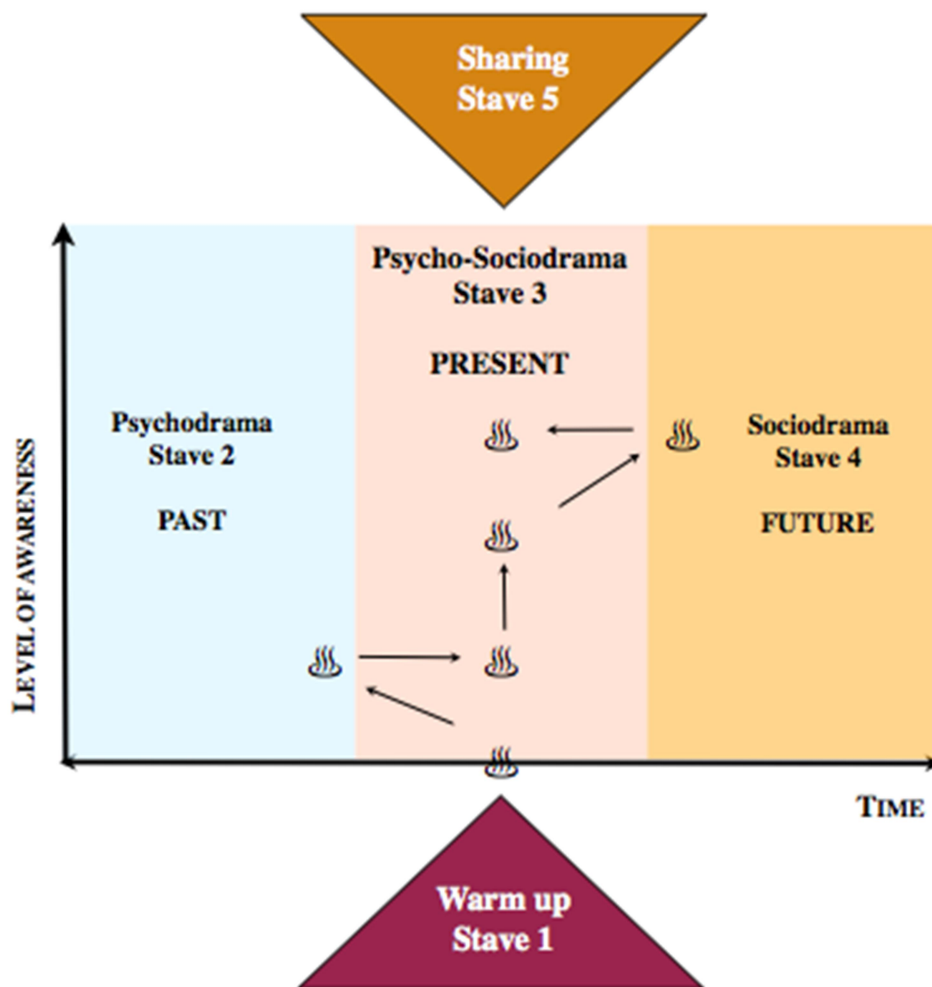 Sharing
Stave 5
Psycho-Sociodrama
Stave 3
PRESENT
Psychodrama
Stave 2
PAST
Sociodrama
Stave 4
FUTURE
LEVEL OF AWARENESS
TIME
Warm up
Stave 1